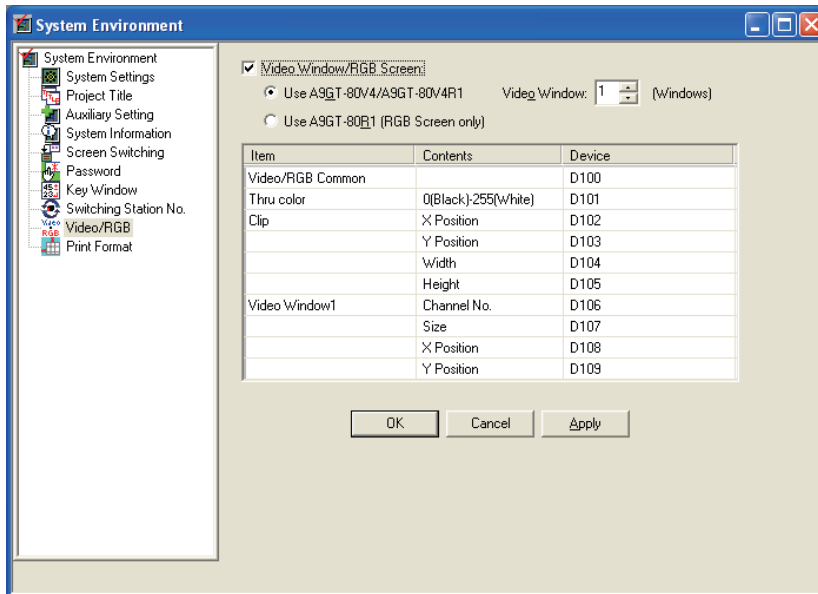 System Environment
System Environment
System Settings
Project Title
Auxiliary Setting
System Information
Screen Switching
Password
Key Window
Switching Station No.
Video/RGB
Print Format
Video Window/RGB Screen:
Use A9GT-80V4/A9GT-80V4R1 Video Window: 1 (Windows)
Use A9GT-80R1 (RGB Screen only)
Item Contents Device
Video/RGB Common D100
Thru color 0(Black)-255(White) D101
Clip X Position D102
Y Position D103
Width D104
Height D105
Video Window1 Channel No. D106
Size D107
X Position D108
Y Position D109
OK Cancel Apply